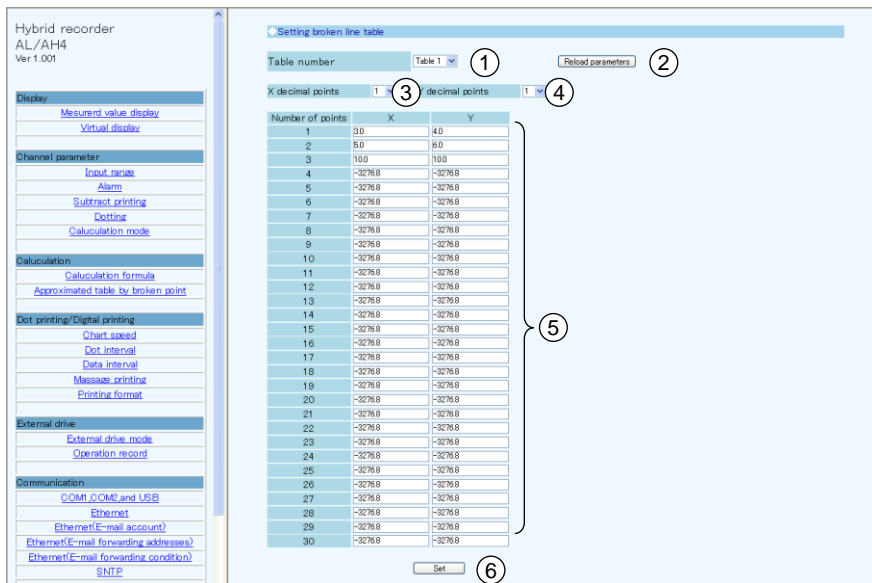 Hybrid recorder
AL/AH4
Ver 1.001
Display
Mesurerd value display
Virtual display
Channel parameter
Input range
Alarm
Subtract printing
Dotting
Caluculation mode
Caluculation
Caluculation formula
Approximated table by broken point
Dot printing/Digital printing
Chart speed
Dot interval
Data interval
Massage printing
Printing format
External drive
External drive mode
Operation record
Communication
COM1,COM2,and USB
Ethernet
Ethernet(E-mail account)
Ethernet(E-mail forwarding addresses)
Ethernet(E-mail forwarding condition)
SNTP
Setting broken line table
Table number Table 1 ① Reload parameters ②
X decimal points 1 ③ Y decimal points 1 ④
Number of points X Y
1 3.0 4.0
2 5.0 6.0
3 10.0 10.0
4 -3276.8 -3276.8
5 -3276.8 -3276.8
6 -3276.8 -3276.8
7 -3276.8 -3276.8
8 -3276.8 -3276.8
9 -3276.8 -3276.8
10 -3276.8 -3276.8
11 -3276.8 -3276.8
12 -3276.8 -3276.8
13 -3276.8 -3276.8
14 -3276.8 -3276.8
15 -3276.8 -3276.8
⑤
16 -3276.8 -3276.8
17 -3276.8 -3276.8
18 -3276.8 -3276.8
19 -3276.8 -3276.8
20 -3276.8 -3276.8
21 -3276.8 -3276.8
22 -3276.8 -3276.8
23 -3276.8 -3276.8
24 -3276.8 -3276.8
25 -3276.8 -3276.8
26 -3276.8 -3276.8
27 -3276.8 -3276.8
28 -3276.8 -3276.8
29 -3276.8 -3276.8
30 -3276.8 -3276.8
Set ⑥